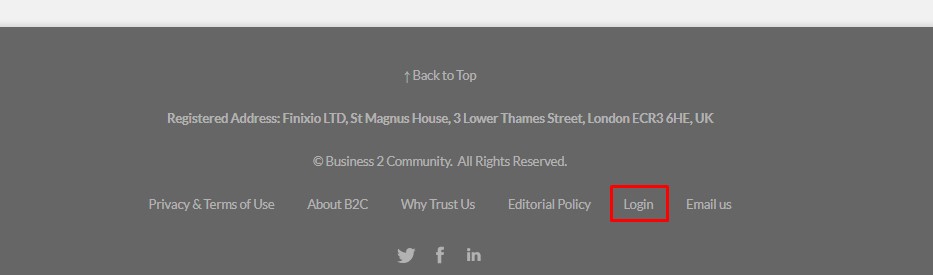 ↑ Back to Top
Registered Address: Finixio LTD, St Magnus House, 3 Lower Thames Street, London ECR3 6HE, UK
© Business 2 Community. All Rights Reserved.
Privacy & Terms of Use About B2C Why Trust Us Editorial Policy Login Email us